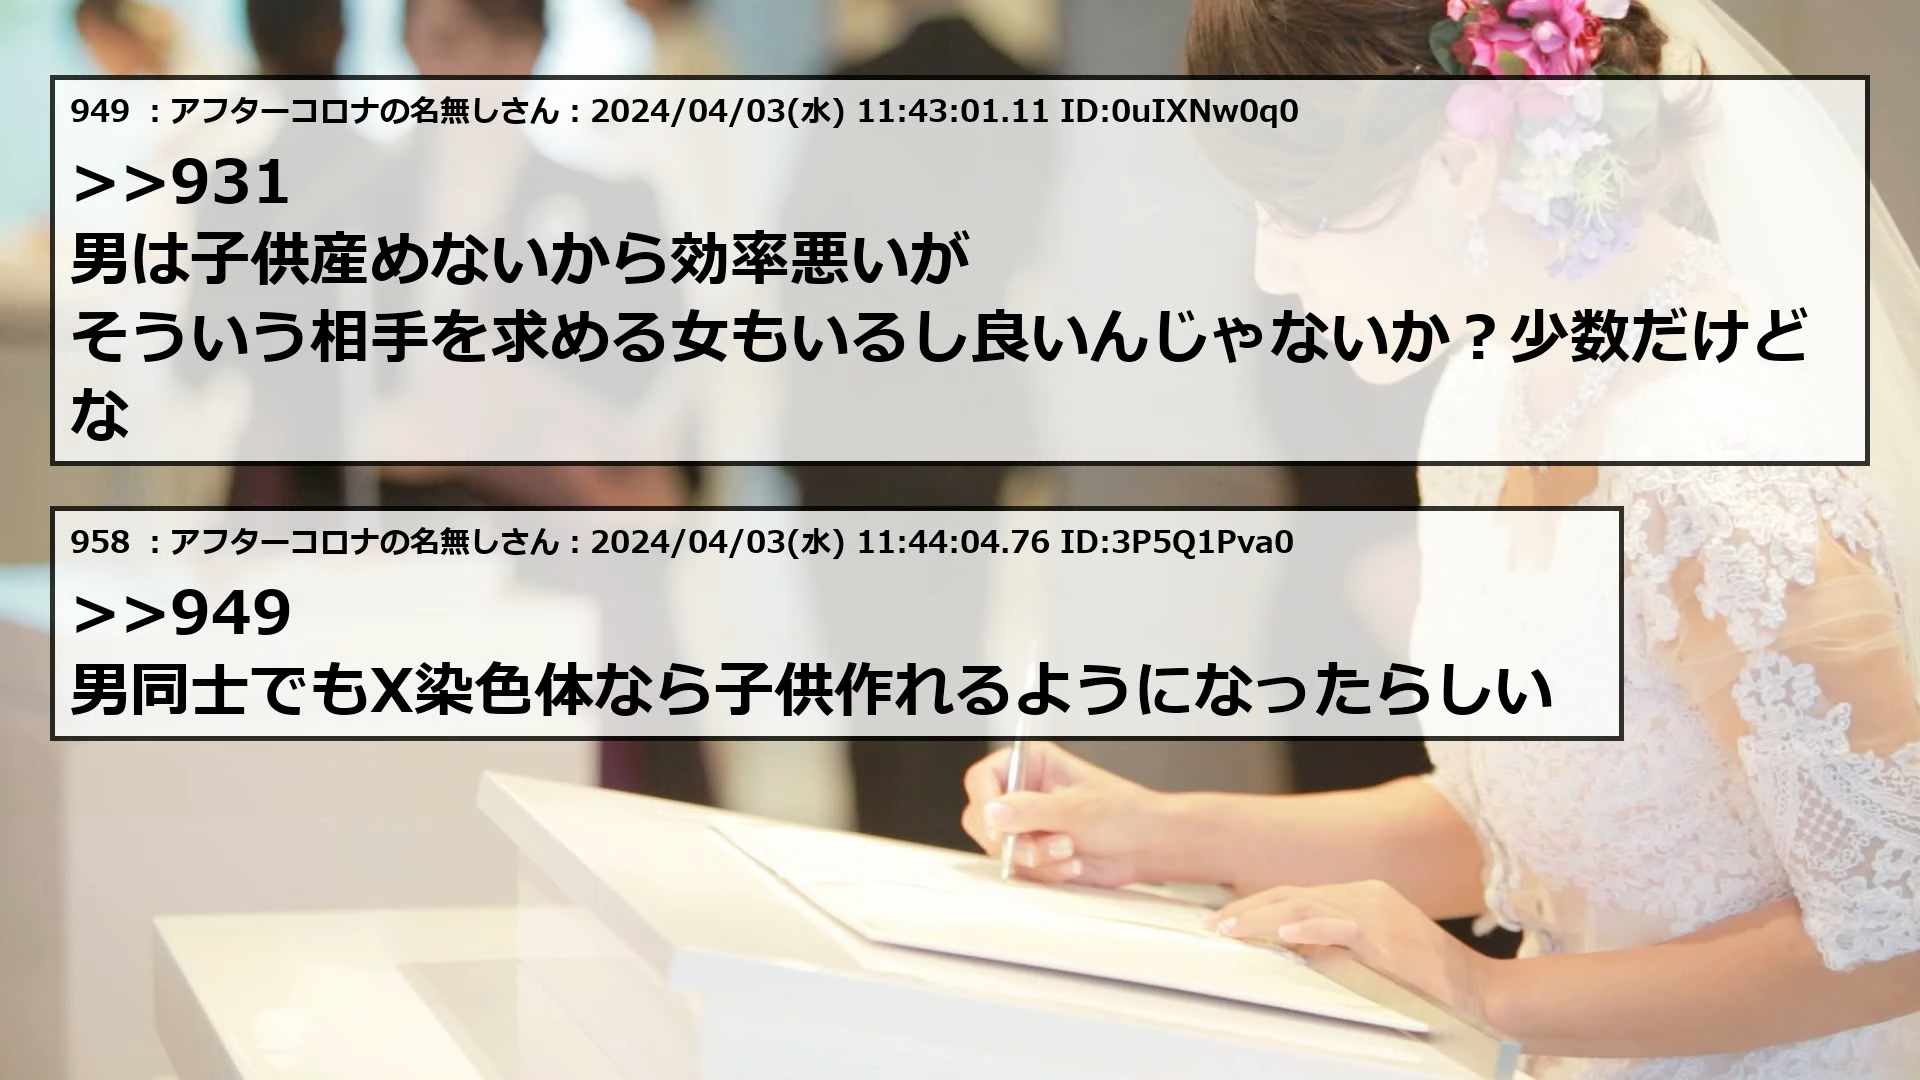 949 ：アフターコロナの名無しさん：2024/04/03(水) 11:43:01.11 ID:0uIXNw0q0
>>931
男は子供産めないから効率悪いが
そういう相手を求める女もいるし良いんじゃないか？少数だけど
な
958 ：アフターコロナの名無しさん：2024/04/03(水) 11:44:04.76 ID:3P5Q1Pva0
>>949
男同士でもX染色体なら子供作れるようになったらしい